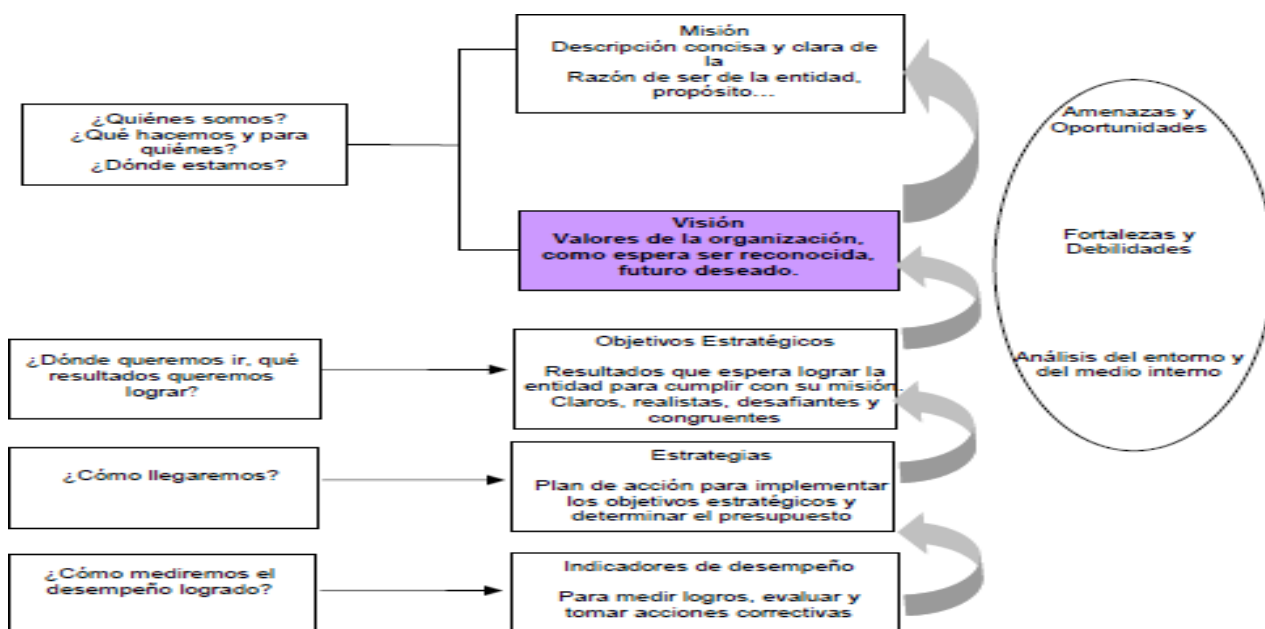 Misión
Descripción concisa y clara de
la
Razón de ser de la entidad,
propósito...
¿Quiénes somos?
¿Qué hacemos y para
quiénes?
¿Dónde estamos?
Visión
Valores de la organización,
como espera ser reconocida,
futuro deseado.
Amenazas y
Oportunidades
Fortalezas y
Debilidades
Análisis del entorno y
del medio interno
¿Dónde queremos ir, qué
resultados queremos
lograr?
Objetivos Estratégicos
Resultados que espera lograr la
entidad para cumplir con su misión.
Claros, realistas, desafiantes y
congruentes
¿Cómo llegaremos?
Estrategias
Plan de acción para implementar
los objetivos estratégicos y
determinar el presupuesto
¿Cómo mediremos el
desempeño logrado?
Indicadores de desempeño
Para medir logros, evaluar y
tomar acciones correctivas